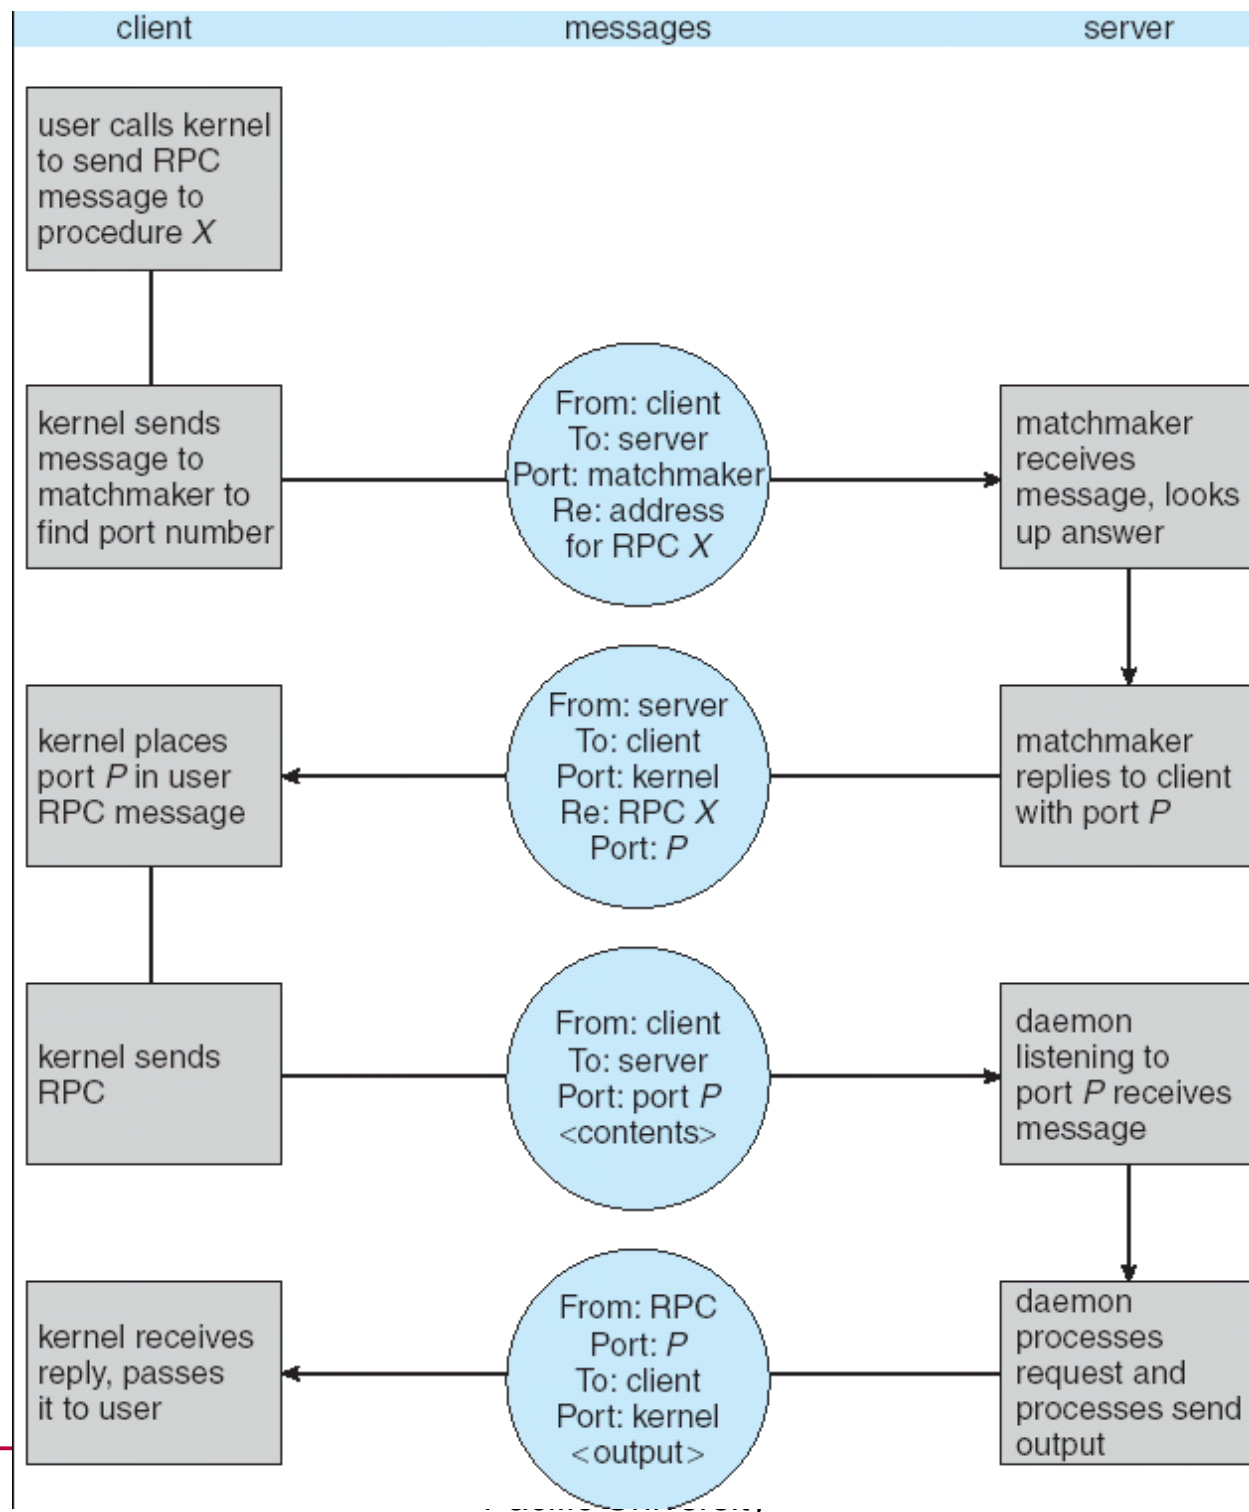 client messages server
user calls kernel
to send RPC
message to
procedure X
kernel sends
message to
matchmaker to
find port number
From: client
To: server
Port: matchmaker
Re: address
for RPC X
matchmaker
receives
message, looks
up answer
kernel places
port P in user
RPC message
From: server
To: client
Port: kernel
Re: RPC X
Port: P
matchmaker
replies to client
with port P
kernel sends
RPC
From: client
To: server
Port: port P
<contents>
daemon
listening to
port P receives
message
kernel receives
reply, passes
it to user
From: RPC
Port: P
To: client
Port: kernel
<output>
daemon
processes
request and
processes send
output